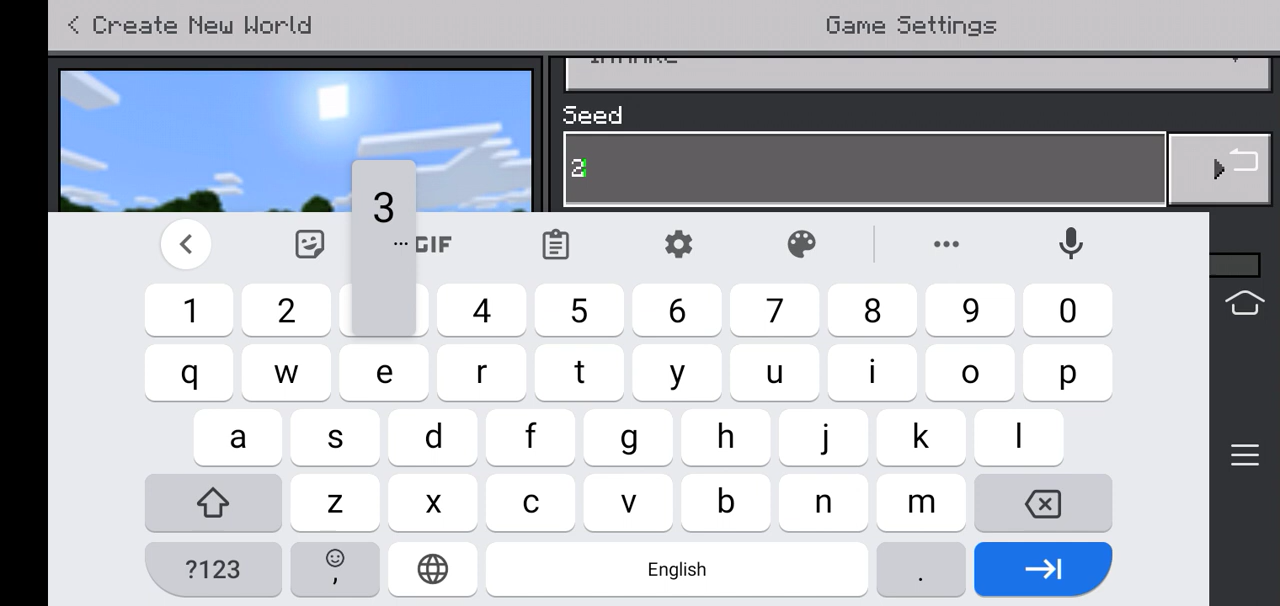 Create New World
Game Settings
Seed
2
3
GIF
1 2 4 5 6 7 8 9 0
q w e r t y u i o p
a s d f g h j k l
z x c v b n m
?123 , English .